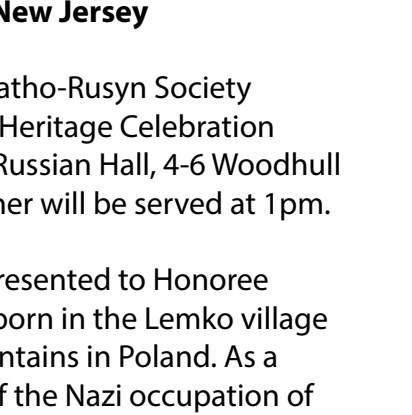 New Jersey
atho-Rusyn Society
Heritage Celebration
Russian Hall, 4-6 Woodhull
ner will be served at 1pm.
resented to Honoree
born in the Lemko village
ntains in Poland. As a
f the Nazi occupation of